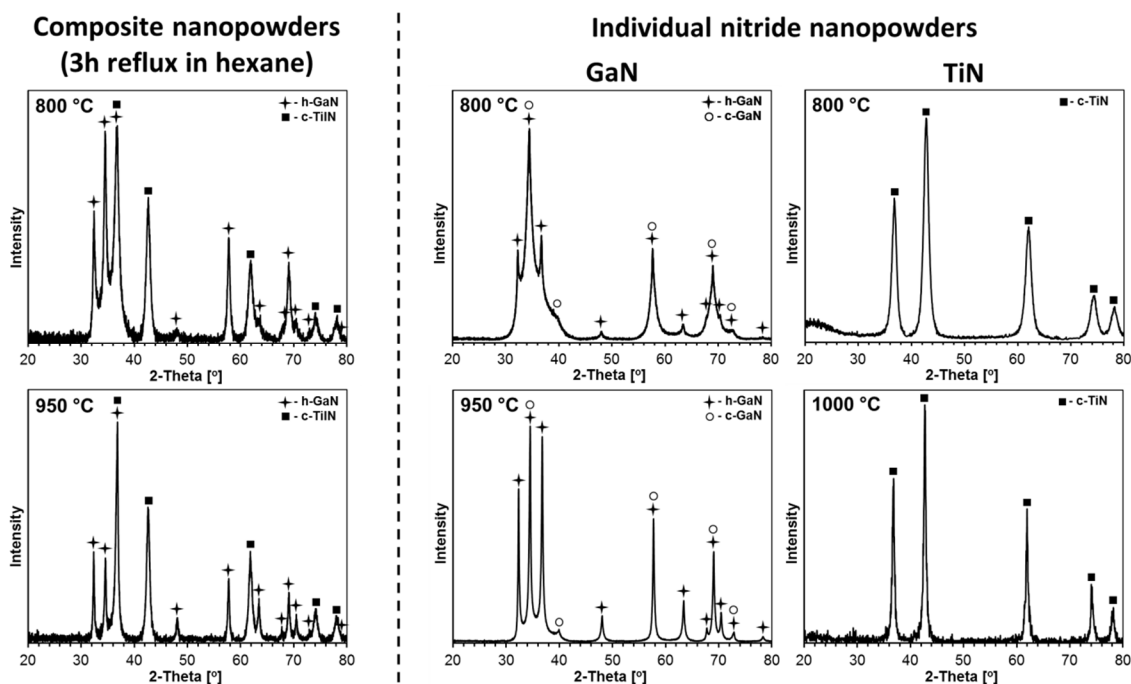 Composite nanopowders
(3h reflux in hexane)
Individual nitride nanopowders
GaN
TiN
800 °C
- h-GaN
- c-TiIN
Intensity
20 30 40 50 60 70 80
2-Theta [º]
800 °C
- h-GaN
- c-GaN
Intensity
20 30 40 50 60 70 80
2-Theta [º]
800 °C
- c-TiN
Intensity
20 30 40 50 60 70 80
2-Theta [º]
950 °C
- h-GaN
- c-TiIN
Intensity
20 30 40 50 60 70 80
2-Theta [º]
950 °C
- h-GaN
- c-GaN
Intensity
20 30 40 50 60 70 80
2-Theta [º]
1000 °C
- c-TiN
Intensity
20 30 40 50 60 70 80
2-Theta [º]